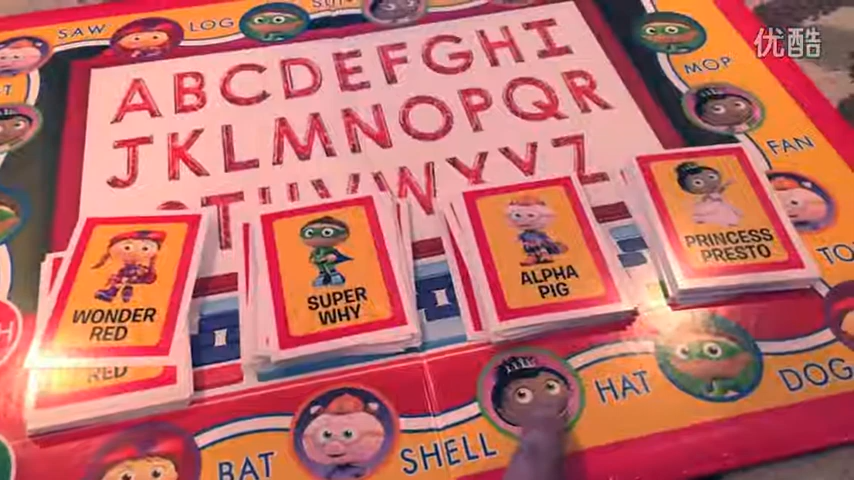 SAW
LOG
优酷
ABCDEFGHI
MOP
JKLMNOPQR
FAN
WONDER
RED
SUPER
WHY
ALPHA
PIG
PRINCESS
PRESTO
RED
HAT
DOG
BAT
SHELL